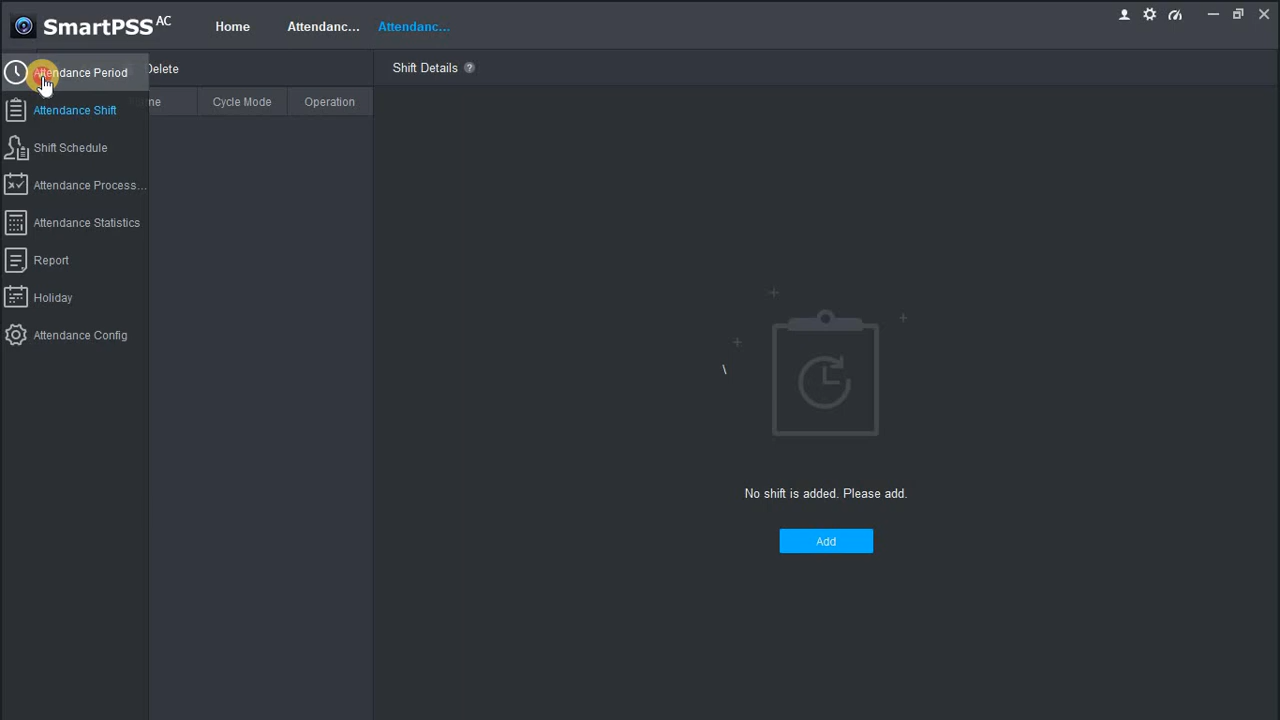 SmartPSS AC
Home
Attendanc...
Attendanc...
Attendance Period
Attendance Shift
Shift Schedule
Attendance Process...
Attendance Statistics
Report
Holiday
Attendance Config
Delete
Cycle Mode
Operation
Shift Details ?
\
No shift is added. Please add.
Add